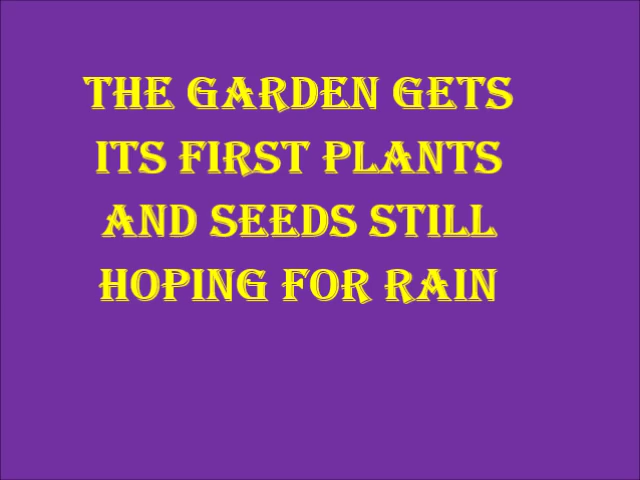 THE GARDEN GETS
ITS FIRST PLANTS
AND SEEDS STILL
HOPING FOR RAIN